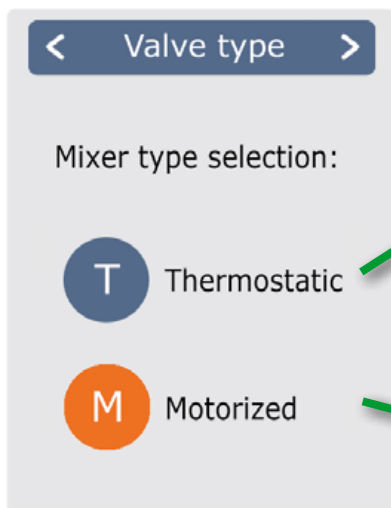 < Valve type >
Mixer type selection:
T Thermostatic
M Motorized